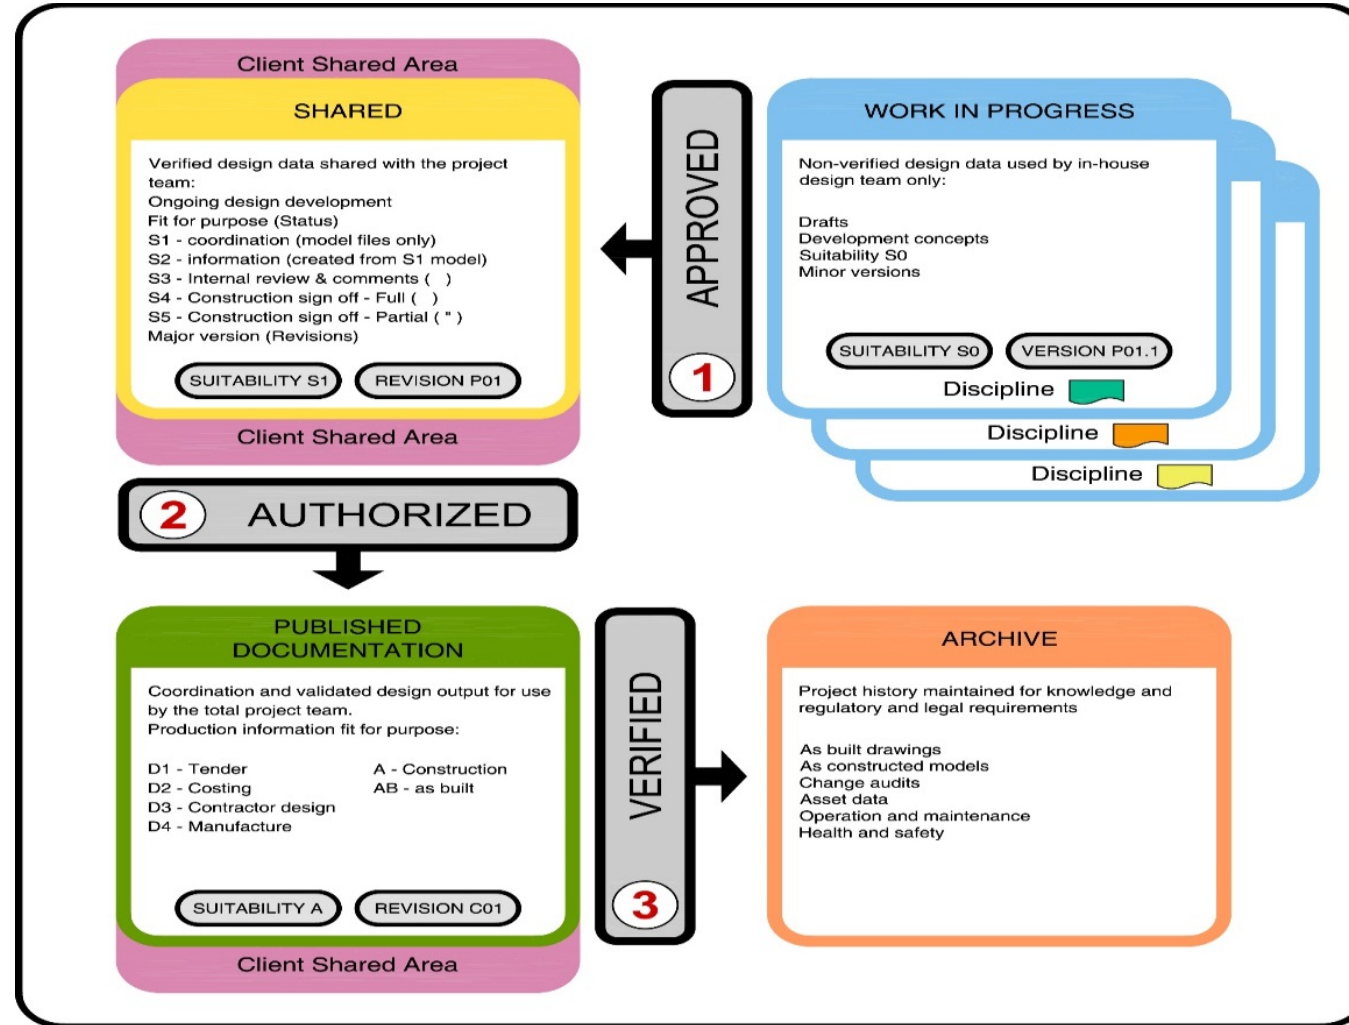 Client Shared Area
SHARED
Verified design data shared with the project
team:
Ongoing design development
Fit for purpose (Status)
S1 - coordination (model files only)
S2 - information (created from S1 model)
S3 - Internal review & comments (   )
S4 - Construction sign off - Full (   )
S5 - Construction sign off - Partial ( " )
Major version (Revisions)
SUITABILITY S1
REVISION P01
Client Shared Area
APPROVED
1
WORK IN PROGRESS
Non-verified design data used by in-house
design team only:
Drafts
Development concepts
Suitability S0
Minor versions
SUITABILITY S0
VERSION P01.1
Discipline
Discipline
Discipline
2
AUTHORIZED
PUBLISHED
DOCUMENTATION
Coordination and validated design output for use
by the total project team.
Production information fit for purpose:
D1 - Tender
D2 - Costing
D3 - Contractor design
D4 - Manufacture
A - Construction
AB - as built
SUITABILITY A
REVISION C01
Client Shared Area
VERIFIED
3
ARCHIVE
Project history maintained for knowledge and
regulatory and legal requirements
As built drawings
As constructed models
Change audits
Asset data
Operation and maintenance
Health and safety